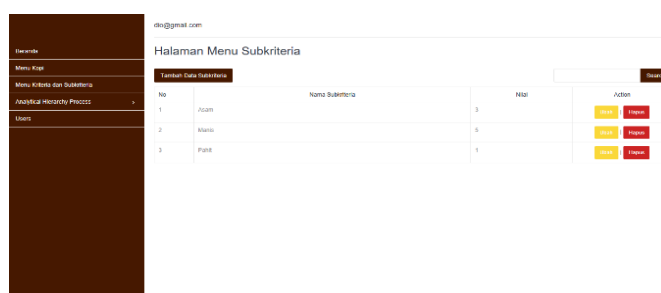 dio@gmail.com
Beranda
Menu Kopi
Menu Kriteria dan Subkriteria
Analytical Hierarchy Process >
Users
Halaman Menu Subkriteria
Tambah Data Subkriteria
Sear
No Nama Subkriteria Nilai Action
1 Asam 3 | Hapus
2 Manis 5 | Hapus
3 Pahit 1 | Hapus